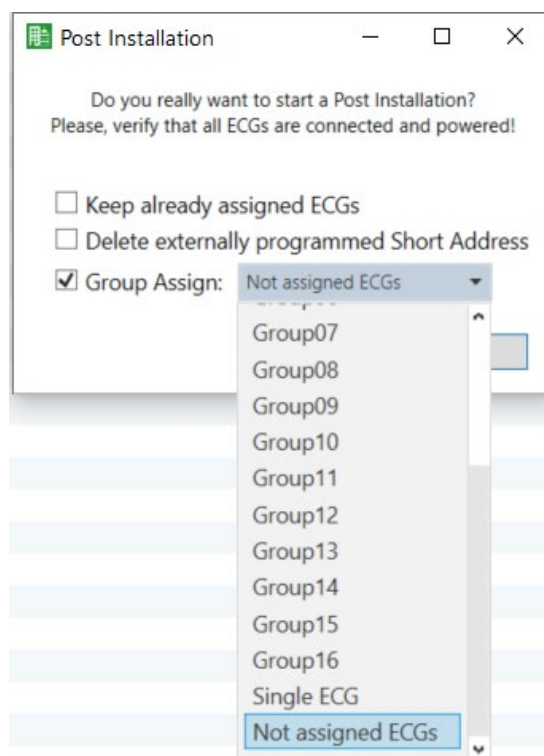 Post Installation
Do you really want to start a Post Installation?
Please, verify that all ECGs are connected and powered!
Keep already assigned ECGs
Delete externally programmed Short Address
Group Assign: Not assigned ECGs
Group07
Group08
Group09
Group10
Group11
Group12
Group13
Group14
Group15
Group16
Single ECG
Not assigned ECGs